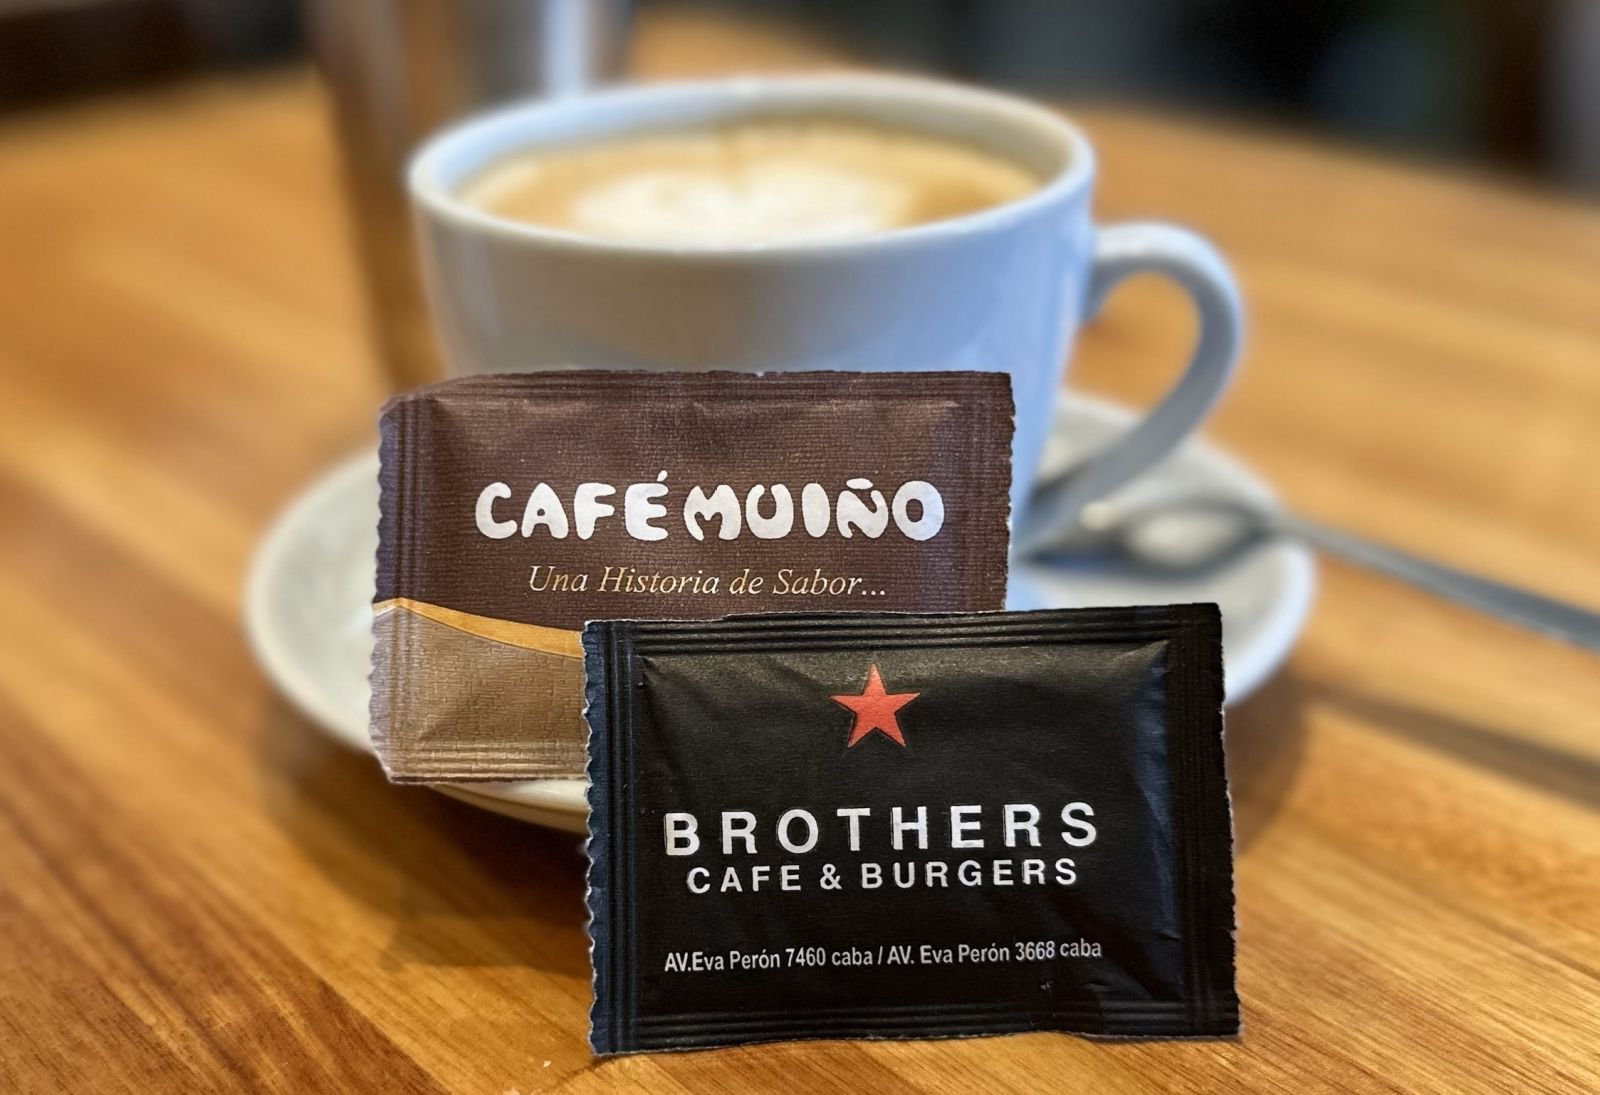 CAFÉ MUIÑO
Una Historia de Sabor...
BROTHERS
CAFE & BURGERS
AV.Eva Perón 7460 caba / AV. Eva Perón 3668 caba